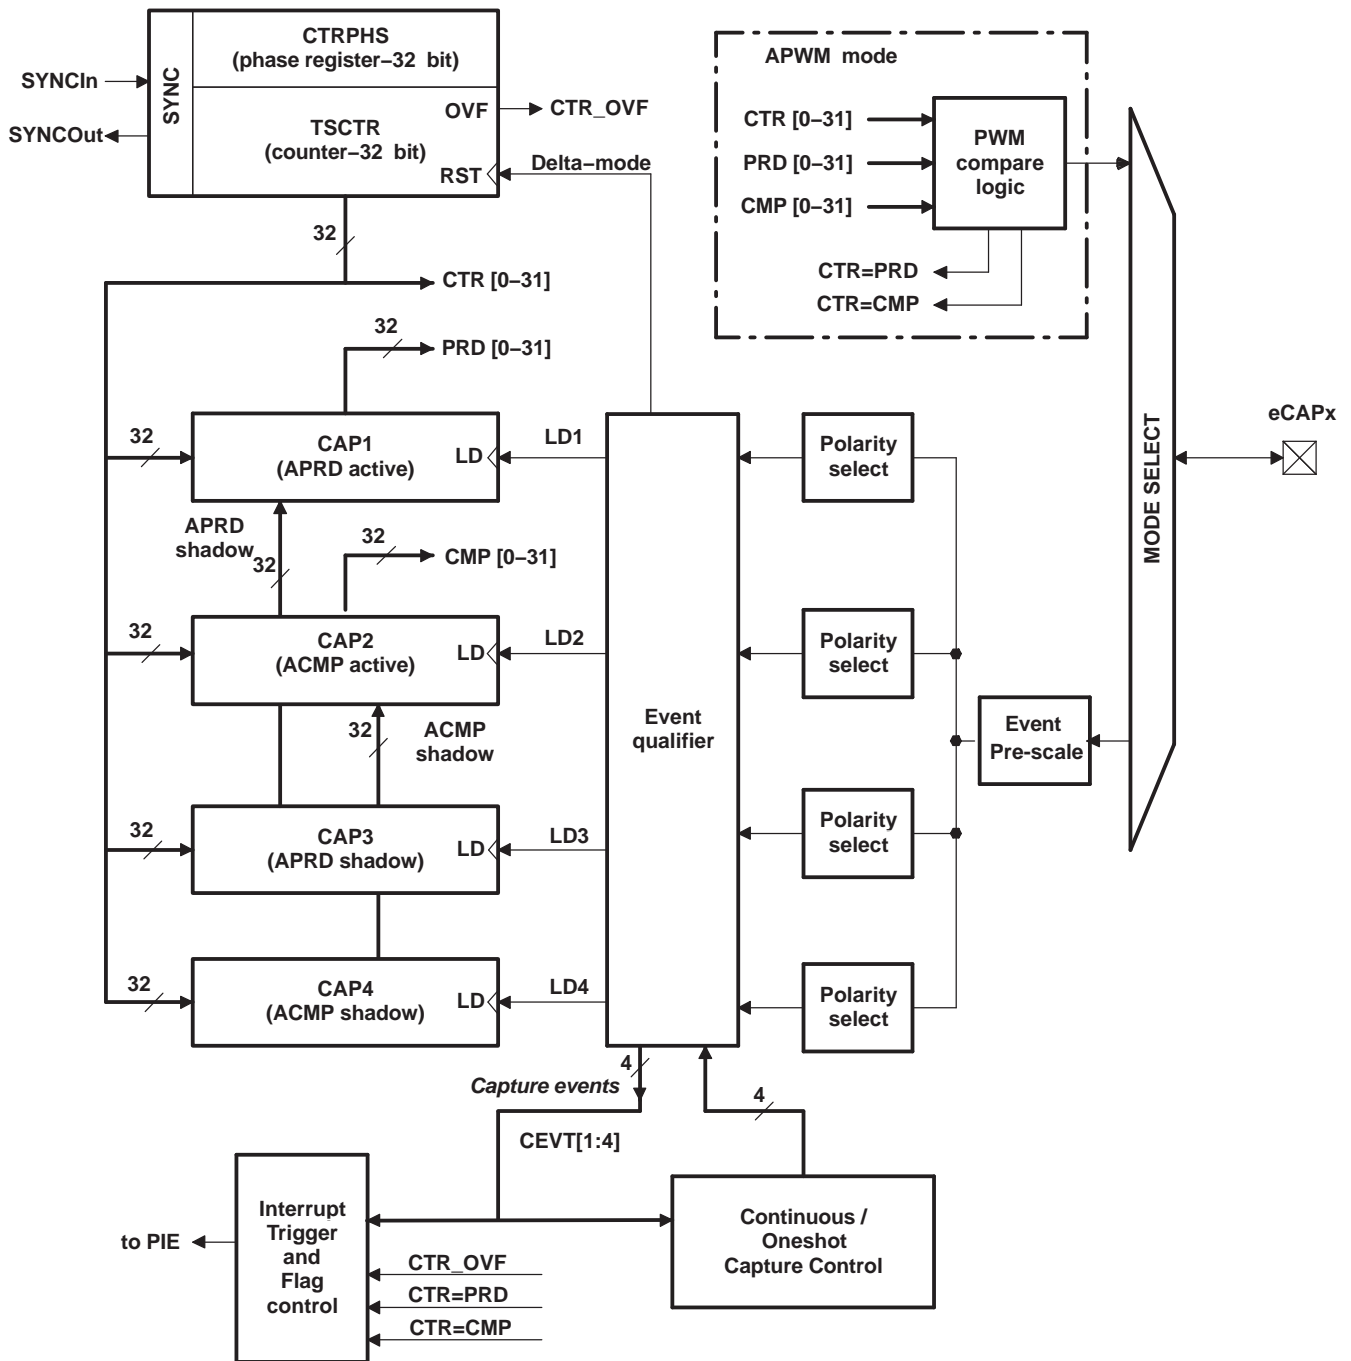 CTRPHS
(phase register−32 bit)
SYNC
SYNCIn
SYNCOut
OVF
CTR_OVF
TSCTR
(counter−32 bit)
RST
Delta−mode
32
CTR [0−31]
32
PRD [0−31]
APWM mode
CTR [0−31]
PRD [0−31]
CMP [0−31]
PWM
compare
logic
CTR=PRD
CTR=CMP
MODE SELECT
eCAPx
32
CAP1
(APRD active)
LD
LD1
Polarity
select
APRD
shadow
32
32
CMP [0−31]
32
CAP2
(ACMP active)
LD
LD2
Polarity
select
32
ACMP
shadow
Event
qualifier
Event
Pre-scale
32
CAP3
(APRD shadow)
LD
LD3
Polarity
select
32
CAP4
(ACMP shadow)
LD
LD4
Polarity
select
4
Capture events
4
CEVT[1:4]
Interrupt
Trigger
and
Flag
control
to PIE
CTR_OVF
CTR=PRD
CTR=CMP
Continuous /
Oneshot
Capture Control